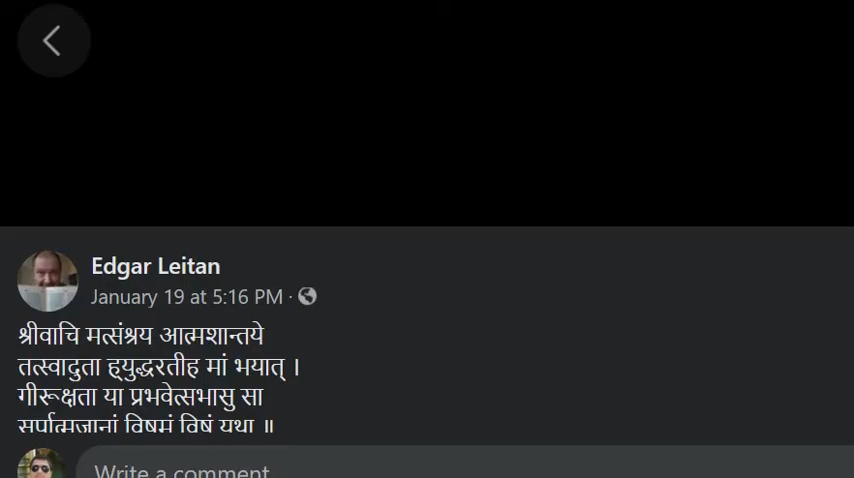 Edgar Leitan
January 19 at 5:16 PM ·
श्रीवाचि मत्संश्रय आत्मशान्तये
तत्स्वादुता ह्युद्धरतीह मां भयात् ।
गीरूक्षता या प्रभवेत्सभासु सा
सर्पात्मजानां विषमं विषं यथा ॥
Write a comment